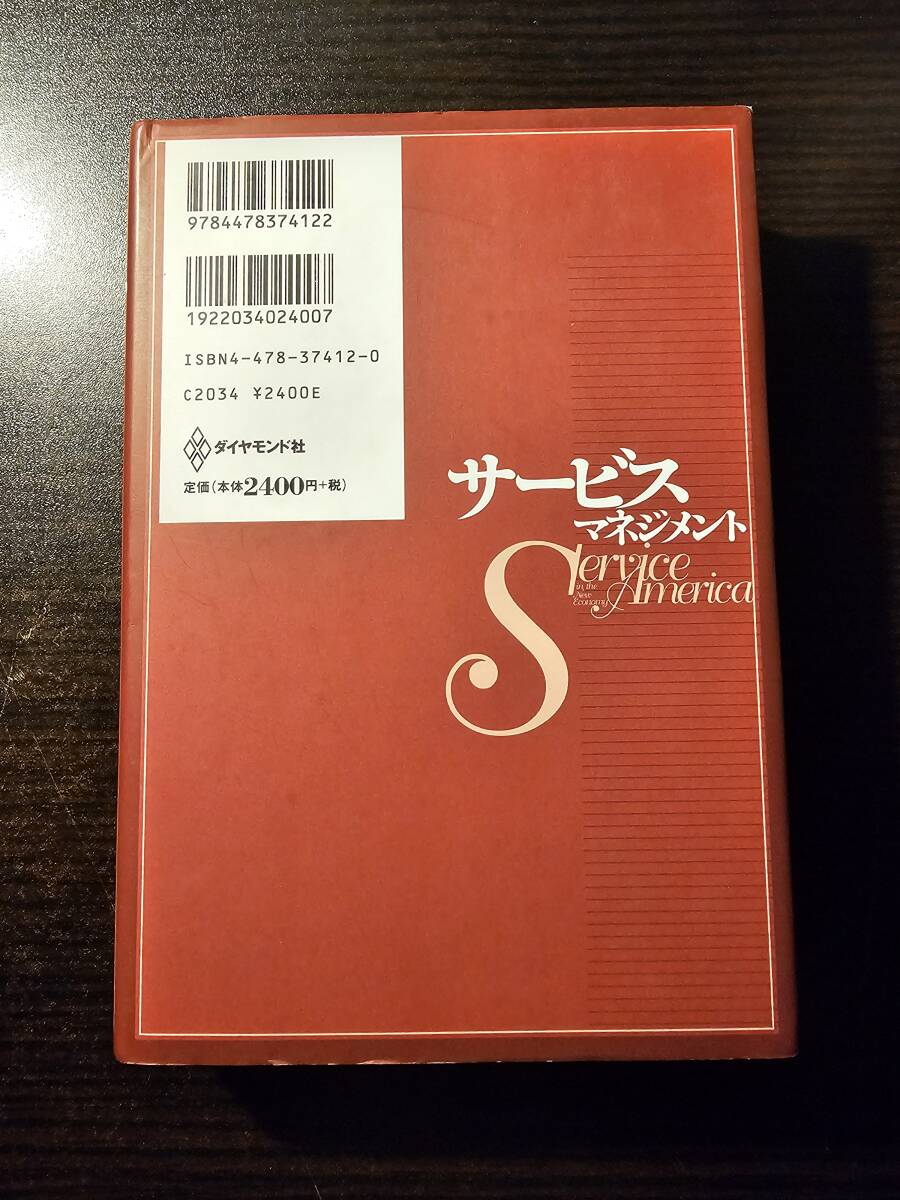 9784478374122
1922034024007
ISBN4-478-37412-0
C2034 ¥2400E
ダイヤモンド社
定価(本体2400円+税)
サービス
マネジメント
Service
in the
New
Economy
America